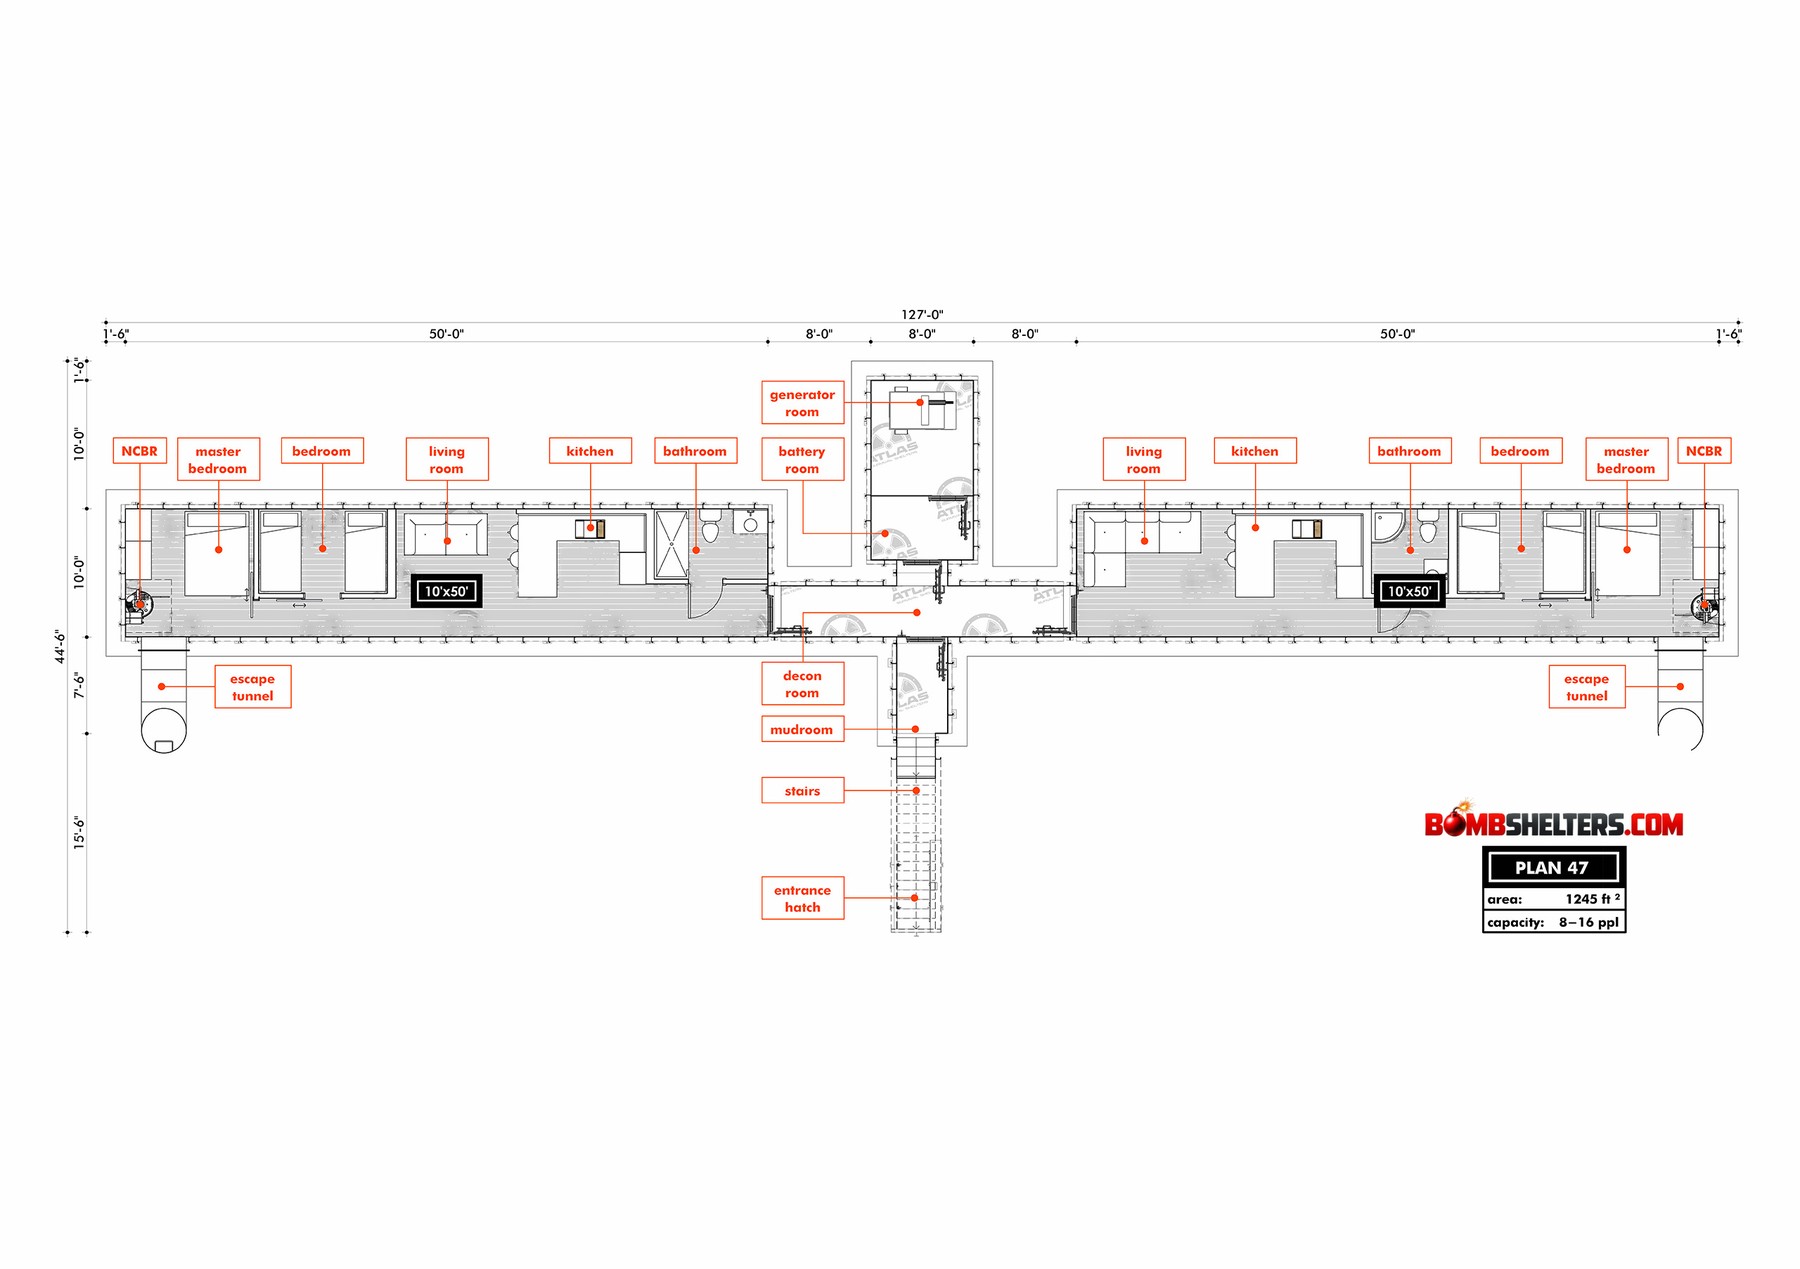 127'-0"
1'-6"
50'-0"
8'-0"
8'-0"
8'-0"
50'-0"
1'-6"
1'-6"
10'-0"
10'-0"
7'-6"
15'-6"
44'-6"
generator
room
NCBR
master
bedroom
bedroom
living
room
kitchen
bathroom
battery
room
living
room
kitchen
bathroom
bedroom
master
bedroom
NCBR
ATLAS
ATLAS
ATLAS
10'x50'
10'x50'
escape
tunnel
decon
room
escape
tunnel
mudroom
stairs
entrance
hatch
BOMBSHELTERS.COM
PLAN 47
area: 1245 ft ²
capacity: 8–16 ppl